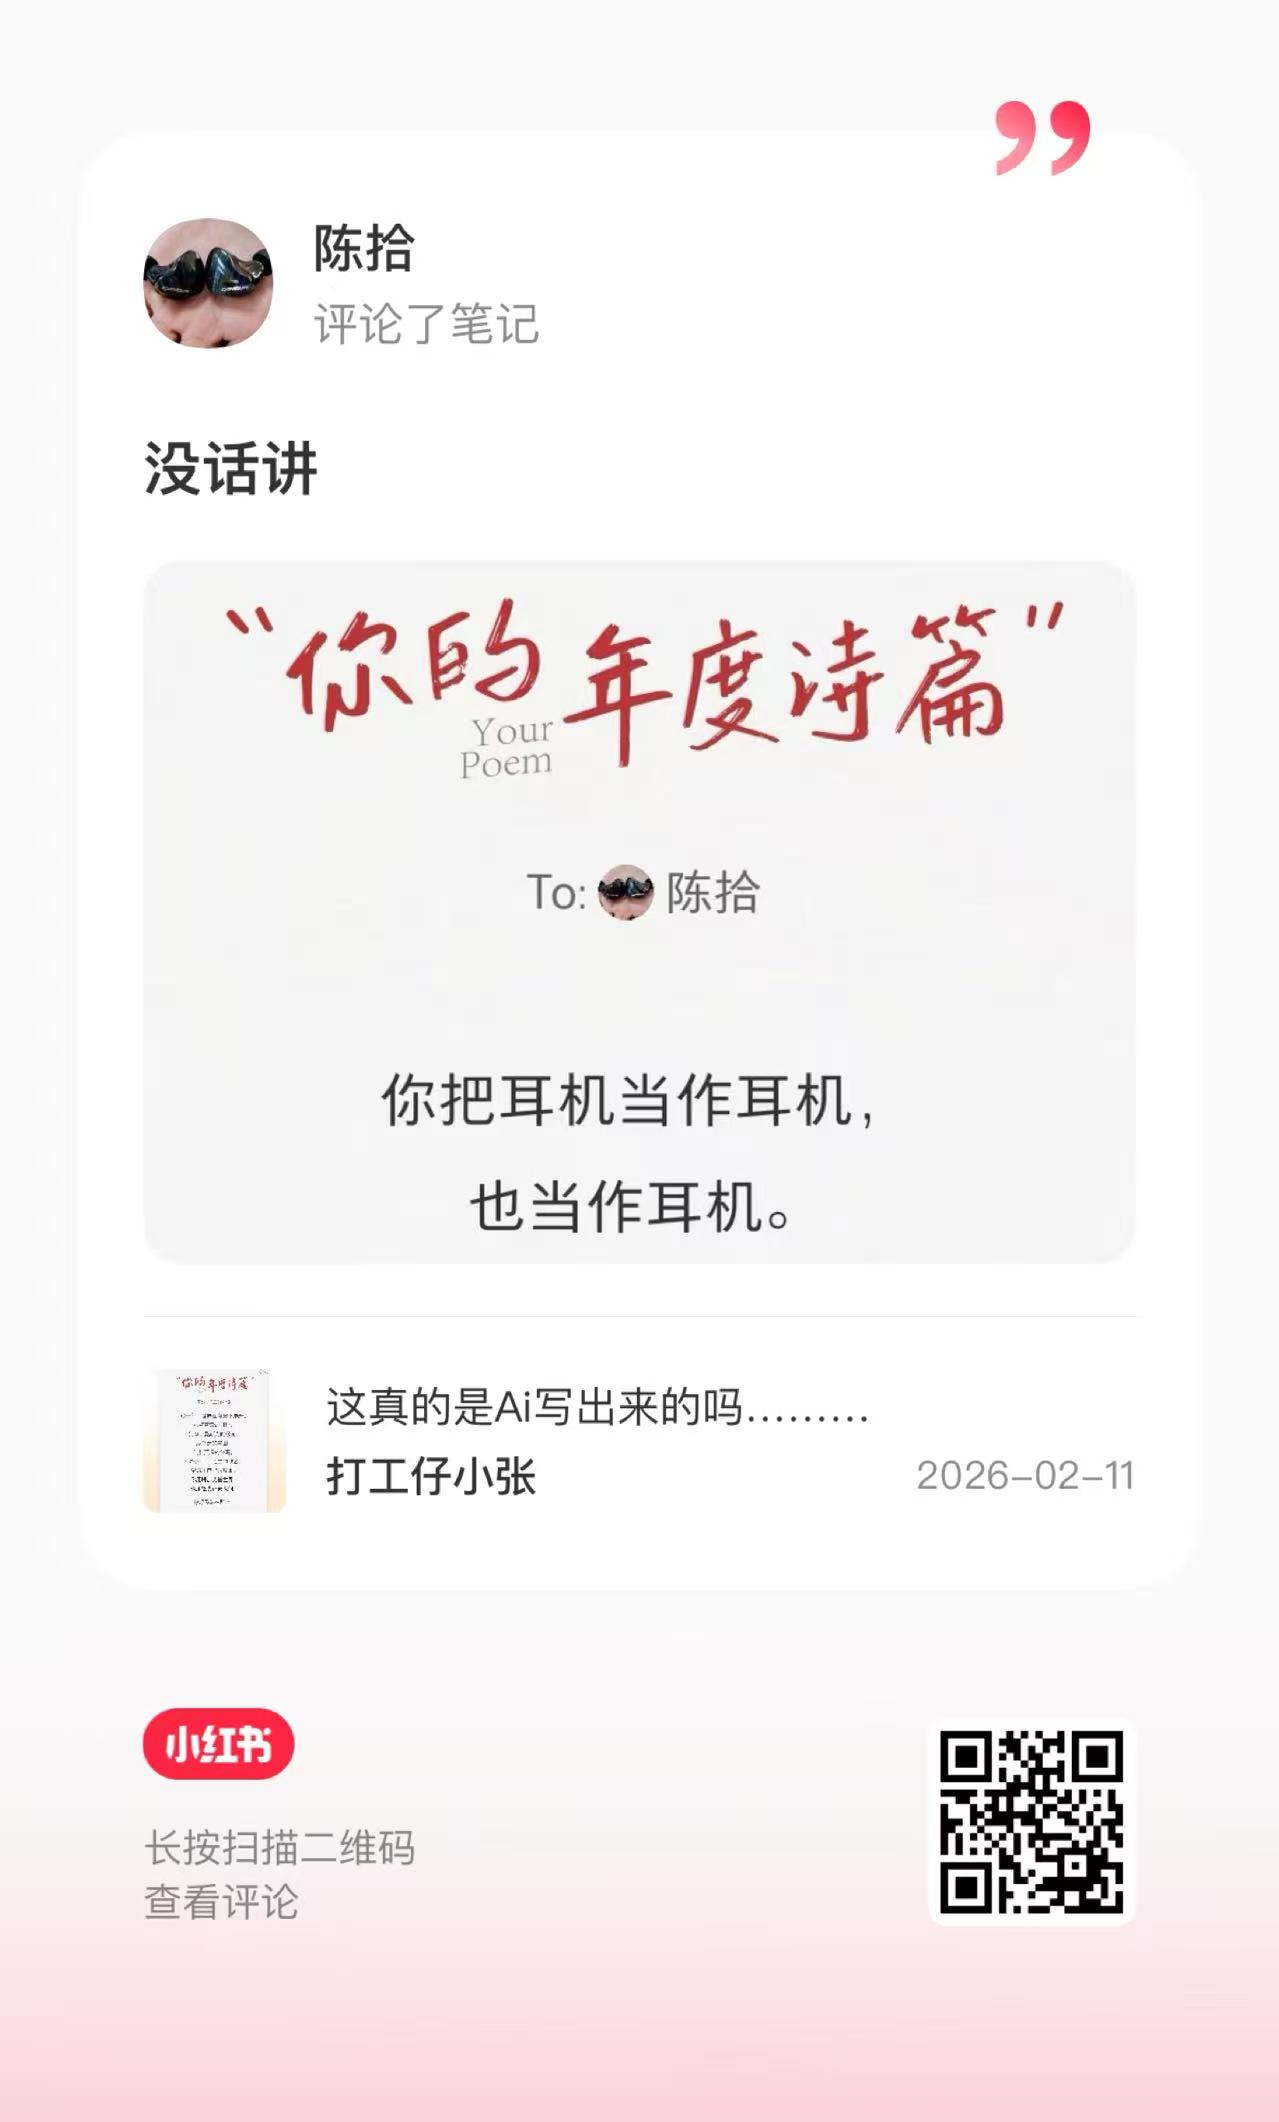 陈拾
评论了笔记
没话讲
“你的年度诗篇”
Your
Poem
To: 陈拾
你把耳机当作耳机，
也当作耳机。
这真的是Ai写出来的吗………
打工仔小张
2026-02-11
小红书
长按扫描二维码
查看评论